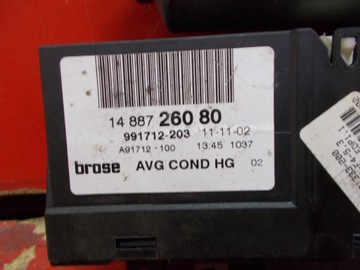 14 887 260 80
991712-203 11-11-02
A91712-100 13:45 1037
brose AVG COND HG 02